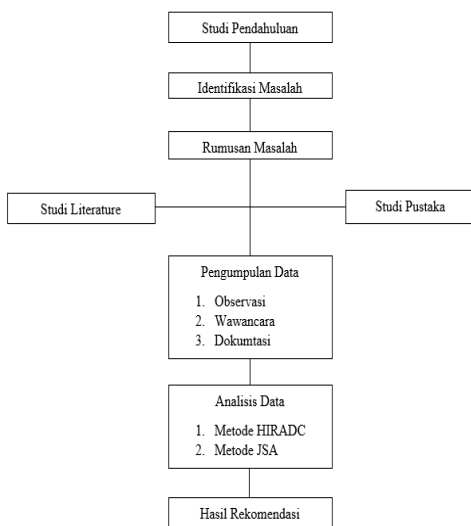 Studi Pendahuluan
Identifikasi Masalah
Rumusan Masalah
Studi Literature
Studi Pustaka
Pengumpulan Data
1. Observasi
2. Wawancara
3. Dokumtasi
Analisis Data
1. Metode HIRADC
2. Metode JSA
Hasil Rekomendasi